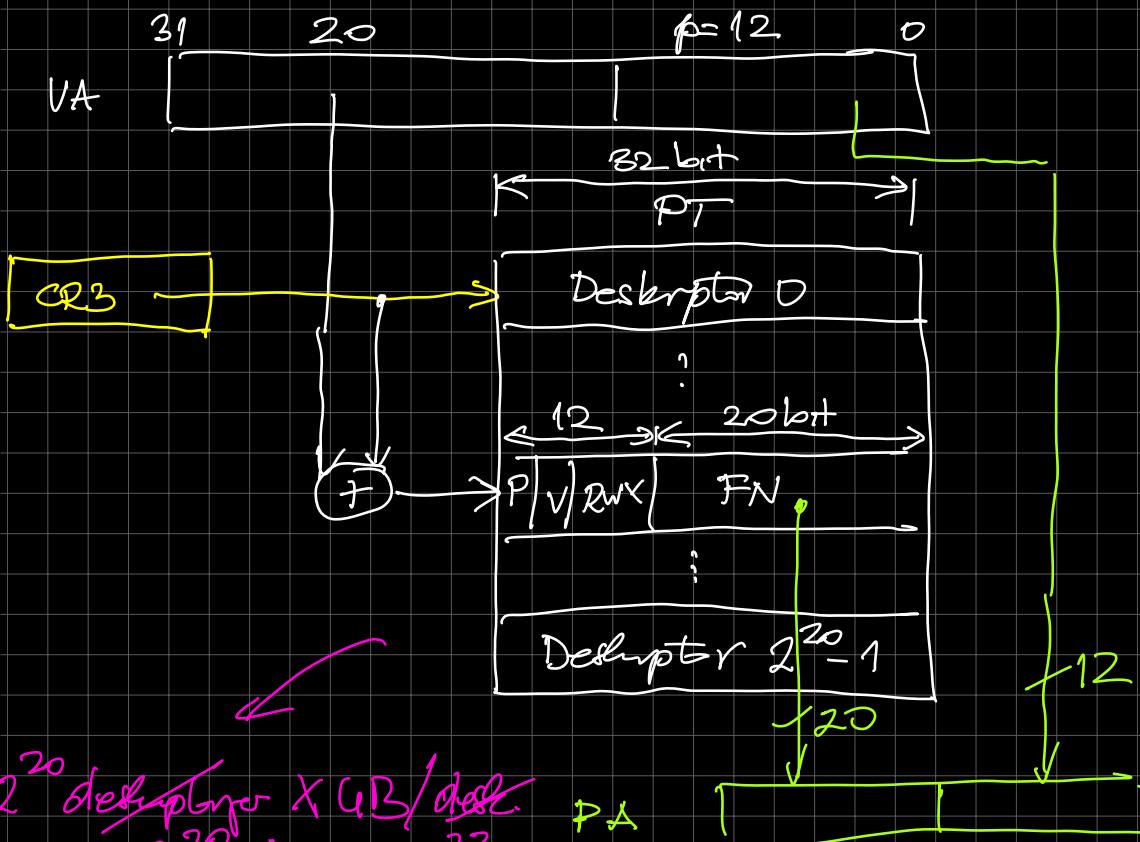 31 20 p=12 0
VA
32 bit
PT
CR3
Deskriptor 0
⋮
12 20 bit
+ P V RWX FN
⋮
Deskriptor 2^20-1
12
20
2^20 deskriptora X 4B/desk.
PA